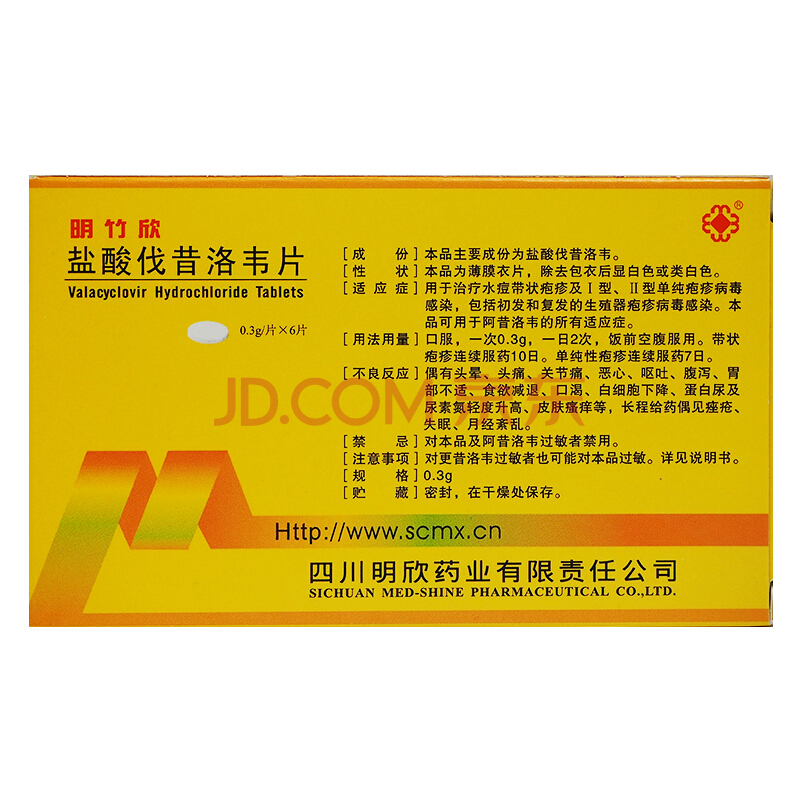 明竹欣
盐酸伐昔洛韦片
Valacyclovir Hydrochloride Tablets
0.3g/片×6片
®
[成份]本品主要成份为盐酸伐昔洛韦。
[性状]本品为薄膜衣片，除去包衣后显白色或类白色。
[适应症]用于治疗水痘带状疱疹及Ⅰ型、Ⅱ型单纯疱疹病毒
感染，包括初发和复发的生殖器疱疹病毒感染。本
品可用于阿昔洛韦的所有适应症。
[用法用量]口服，一次0.3g，一日2次，饭前空腹服用。带状
疱疹连续服药10日。单纯性疱疹连续服药7日。
[不良反应]偶有头晕、头痛、关节痛、恶心、呕吐、腹泻、胃
部不适、食欲减退、口渴、白细胞下降、蛋白尿及
尿素氮轻度升高、皮肤瘙痒等，长程给药偶见痤疮、
失眠、月经紊乱。
[禁忌]对本品及阿昔洛韦过敏者禁用。
[注意事项]对更昔洛韦过敏者也可能对本品过敏。详见说明书。
[规格]0.3g
[贮藏]密封，在干燥处保存。
JD.COM 京东
Http://www.scmx.cn
四川明欣药业有限责任公司
SICHUAN MED-SHINE PHARMACEUTICAL CO.,LTD.